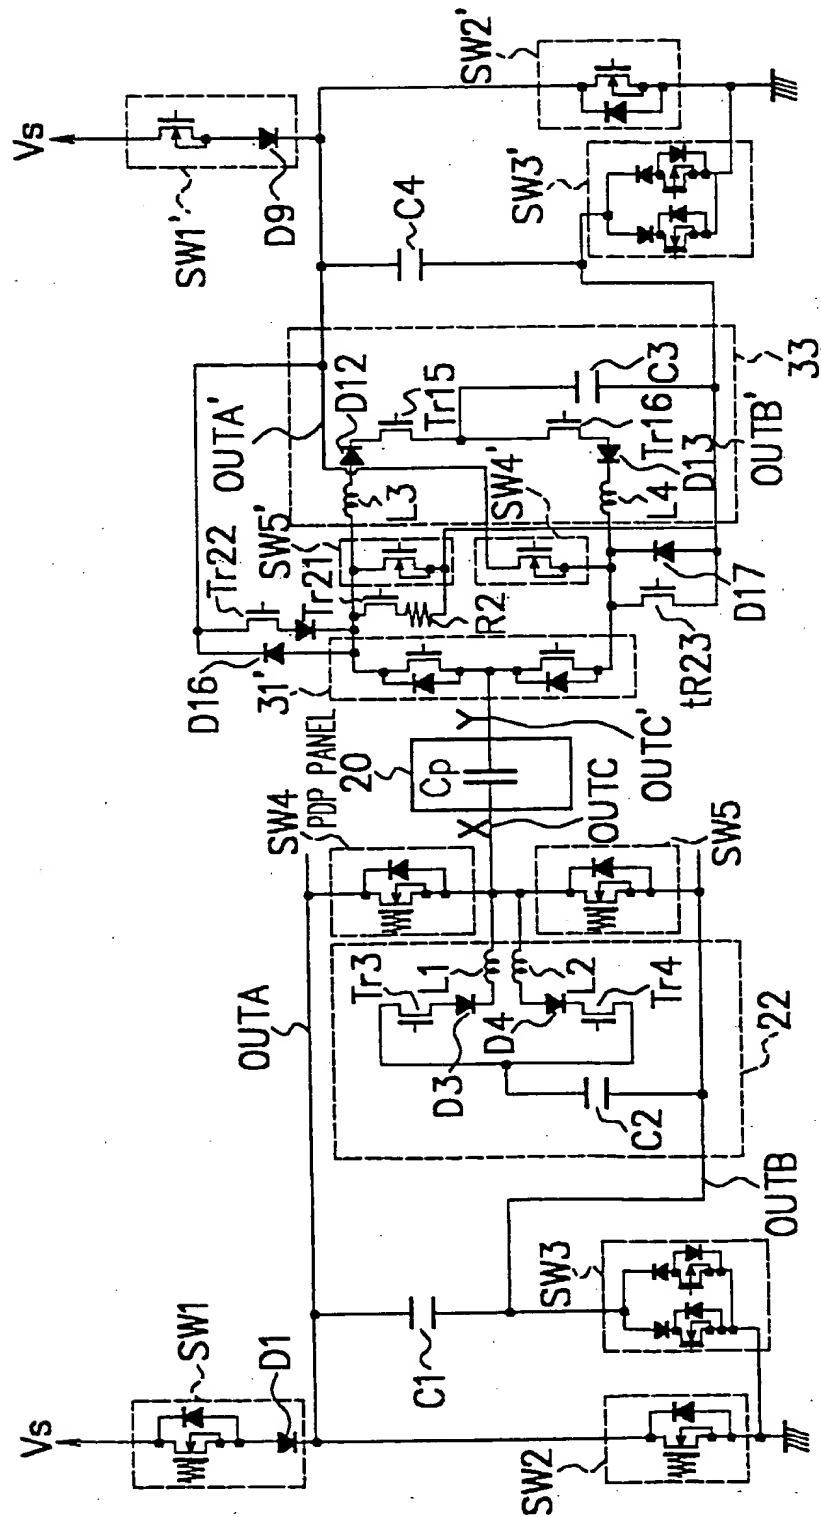 Vs
SW1
D1
SW2
C1
SW3
OUTB
OUTA
C2
D3
D4
Tr3
Tr4
L1
L2
22
SW4
SW5
PDP PANEL
20
Cp
OUTC
OUTC'
31'
D16
Tr22
Tr21
R2
SW5'
SW4'
tR23
D17
L3
L4
D12
D13
Tr15
Tr16
C3
OUTA'
OUTB'
33
C4
Vs
SW1'
D9
SW2'
SW3'